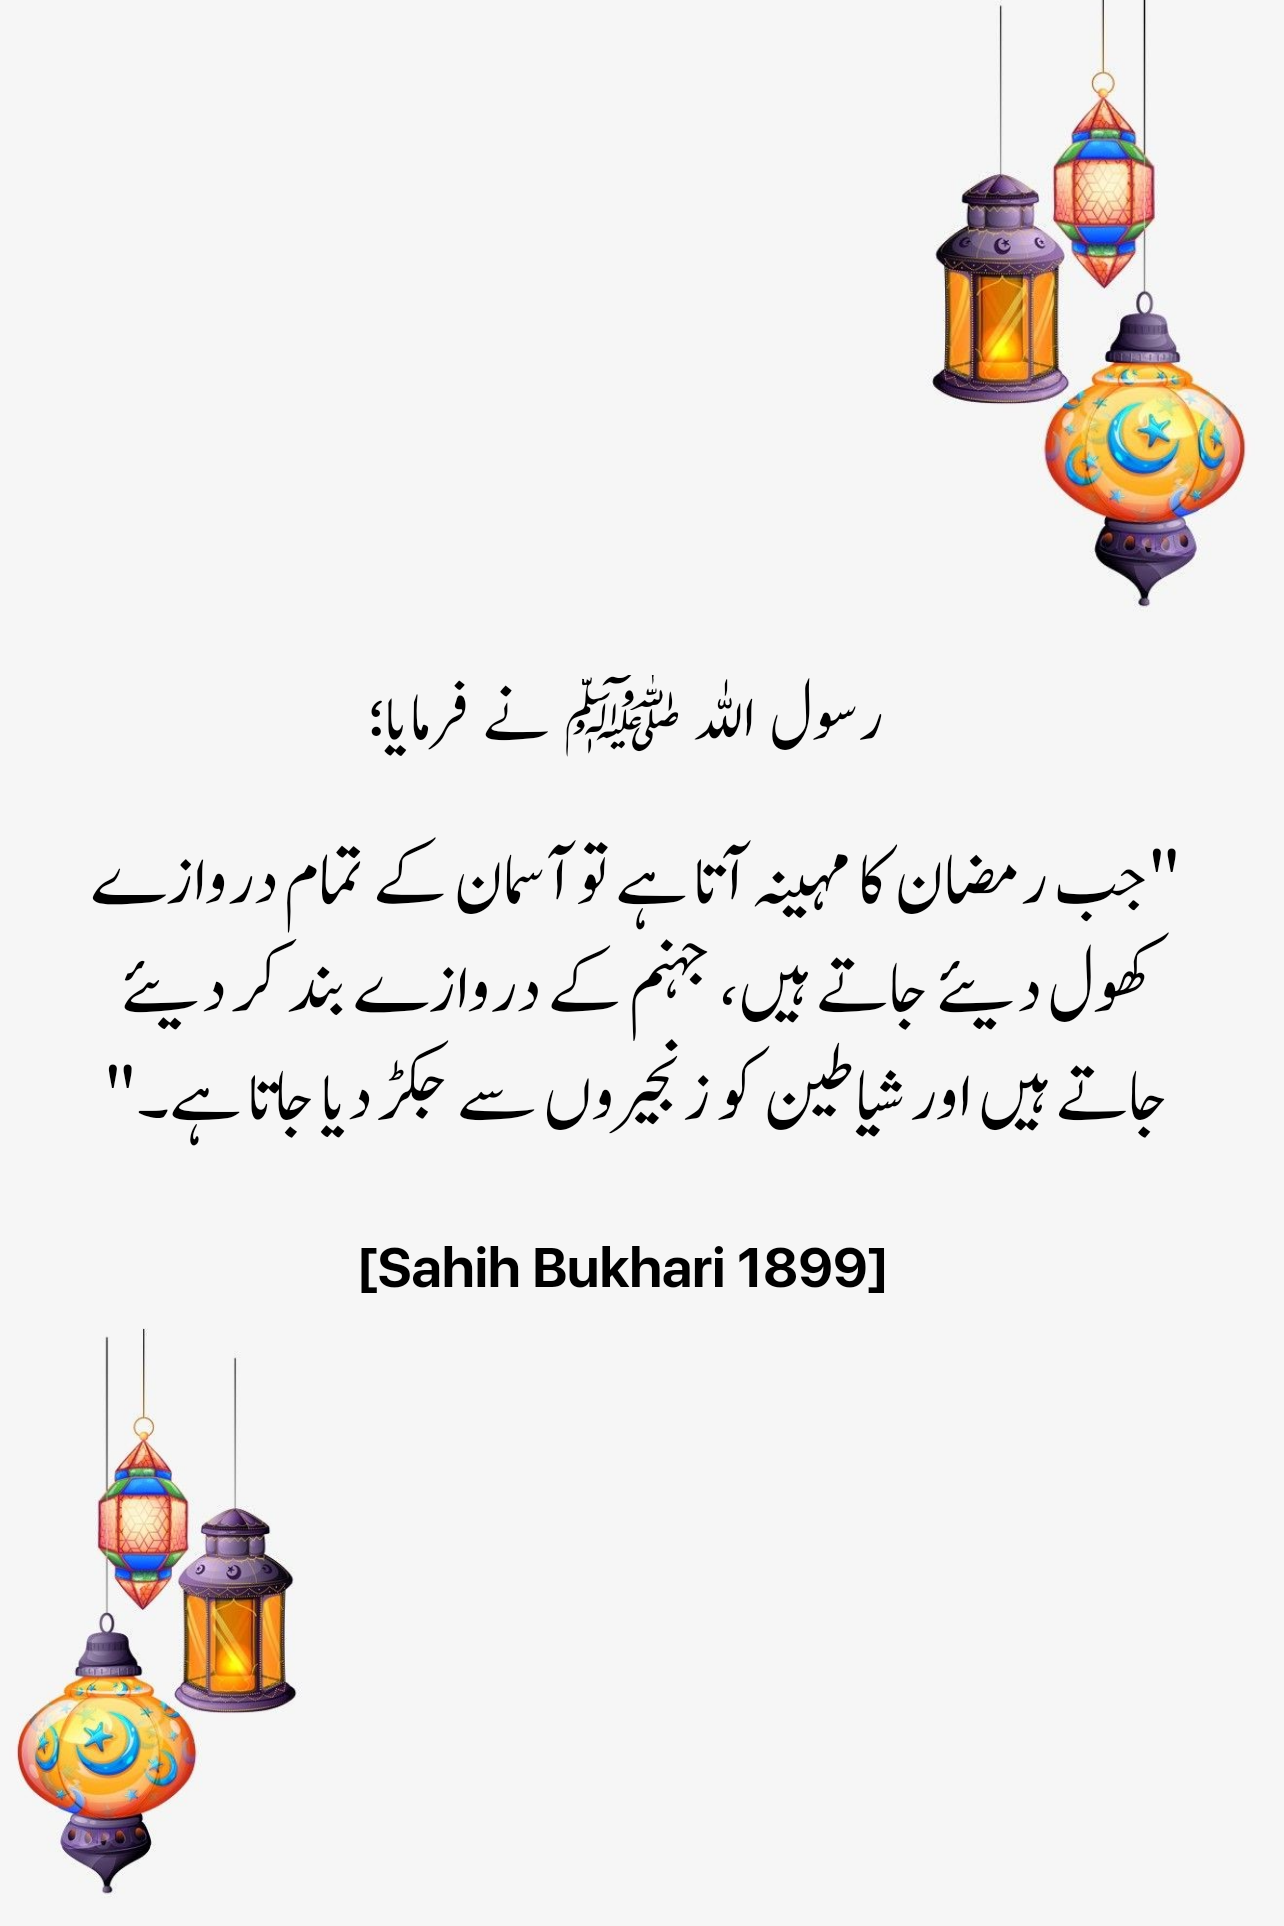 رسول اللہ ﷺ نے فرمایا؛
"جب رمضان کا مہینہ آتا ہے تو آسمان کے تمام دروازے
کھول دیئے جاتے ہیں، جہنم کے دروازے بند کر دیئے
جاتے ہیں اور شیاطین کو زنجیروں سے جکڑ دیا جاتا ہے۔"
[Sahih Bukhari 1899]